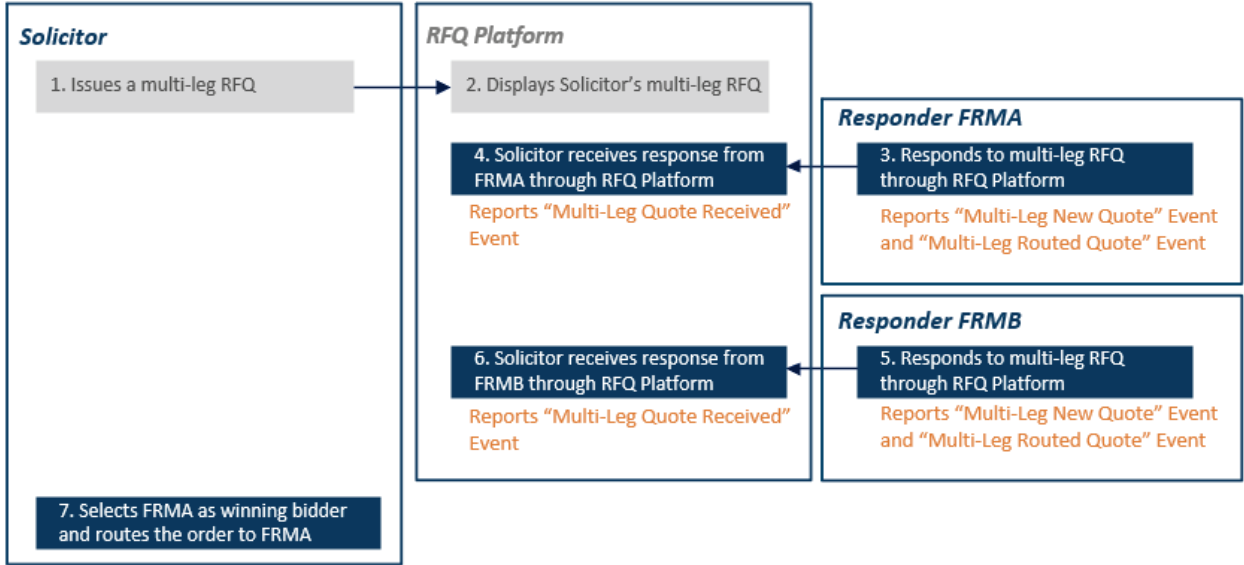 Solicitor
1. Issues a multi-leg RFQ
RFQ Platform
2. Displays Solicitor’s multi-leg RFQ
Responder FRMA
3. Responds to multi-leg RFQ
through RFQ Platform
Reports “Multi-Leg New Quote” Event
and “Multi-Leg Routed Quote” Event
4. Solicitor receives response from
FRMA through RFQ Platform
Reports “Multi-Leg Quote Received”
Event
Responder FRMB
5. Responds to multi-leg RFQ
through RFQ Platform
Reports “Multi-Leg New Quote” Event
and “Multi-Leg Routed Quote” Event
6. Solicitor receives response from
FRMB through RFQ Platform
Reports “Multi-Leg Quote Received”
Event
7. Selects FRMA as winning bidder
and routes the order to FRMA